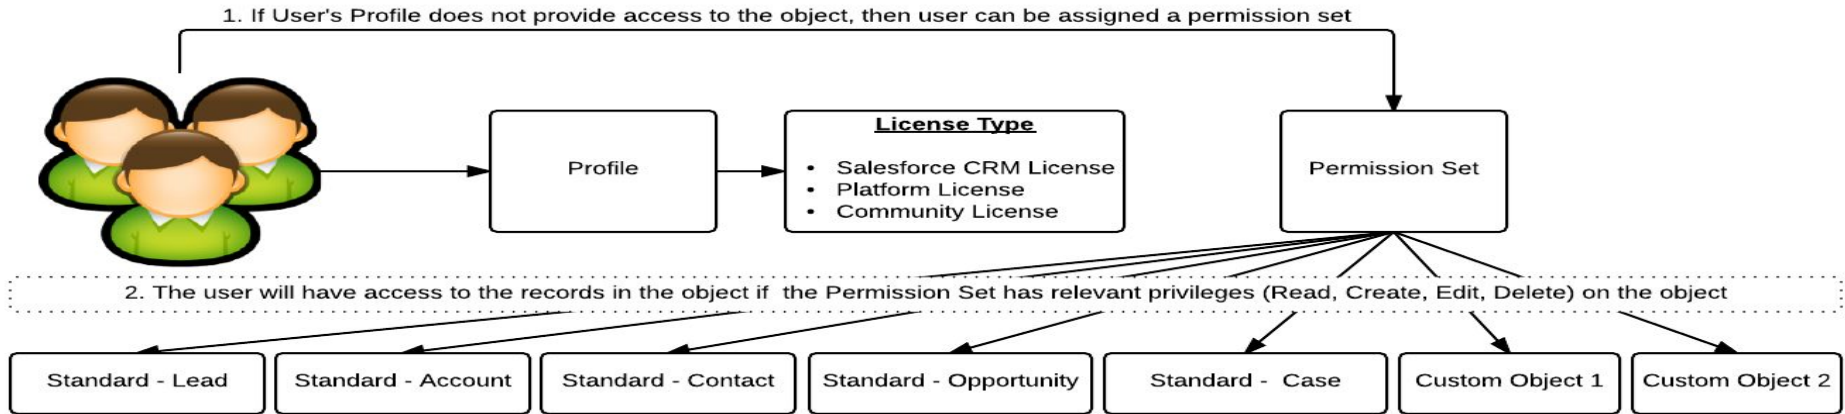 1. If User's Profile does not provide access to the object, then user can be assigned a permission set
Profile
License Type
• Salesforce CRM License
• Platform License
• Community License
Permission Set
2. The user will have access to the records in the object if the Permission Set has relevant privileges (Read, Create, Edit, Delete) on the object
Standard - Lead
Standard - Account
Standard - Contact
Standard - Opportunity
Standard - Case
Custom Object 1
Custom Object 2